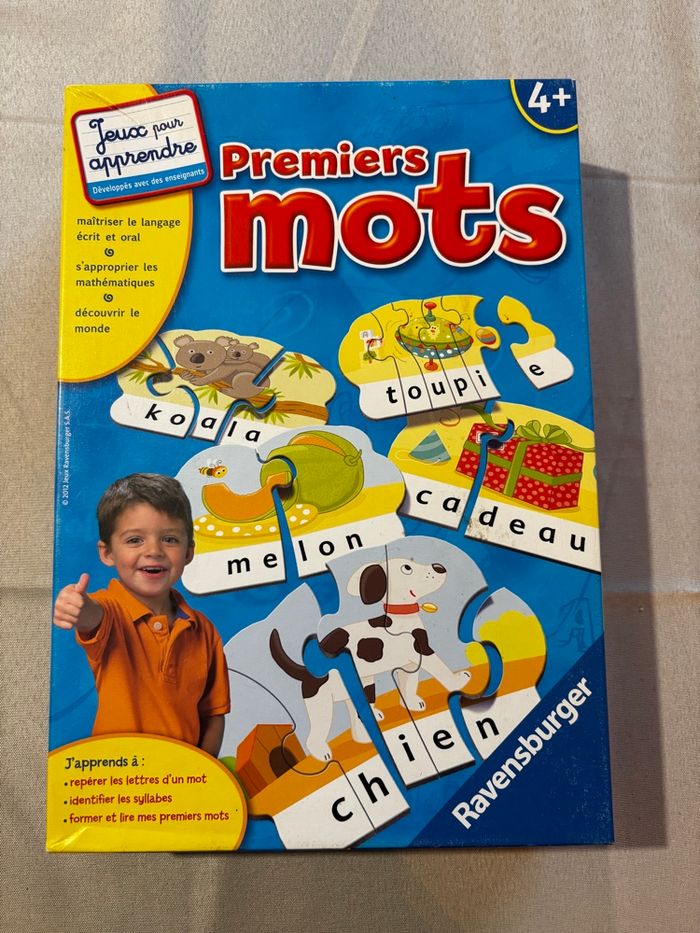 4+
Jeux pour
apprendre
Développés avec des enseignants
Premiers
mots
maîtriser le langage
écrit et oral
s'approprier les
mathématiques
découvrir le
monde
© 2012 Jeux Ravensburger S.A.S.
koala
toupie
melon
cadeau
chien
J'apprends à :
• repérer les lettres d'un mot
• identifier les syllabes
• former et lire mes premiers mots
Ravensburger